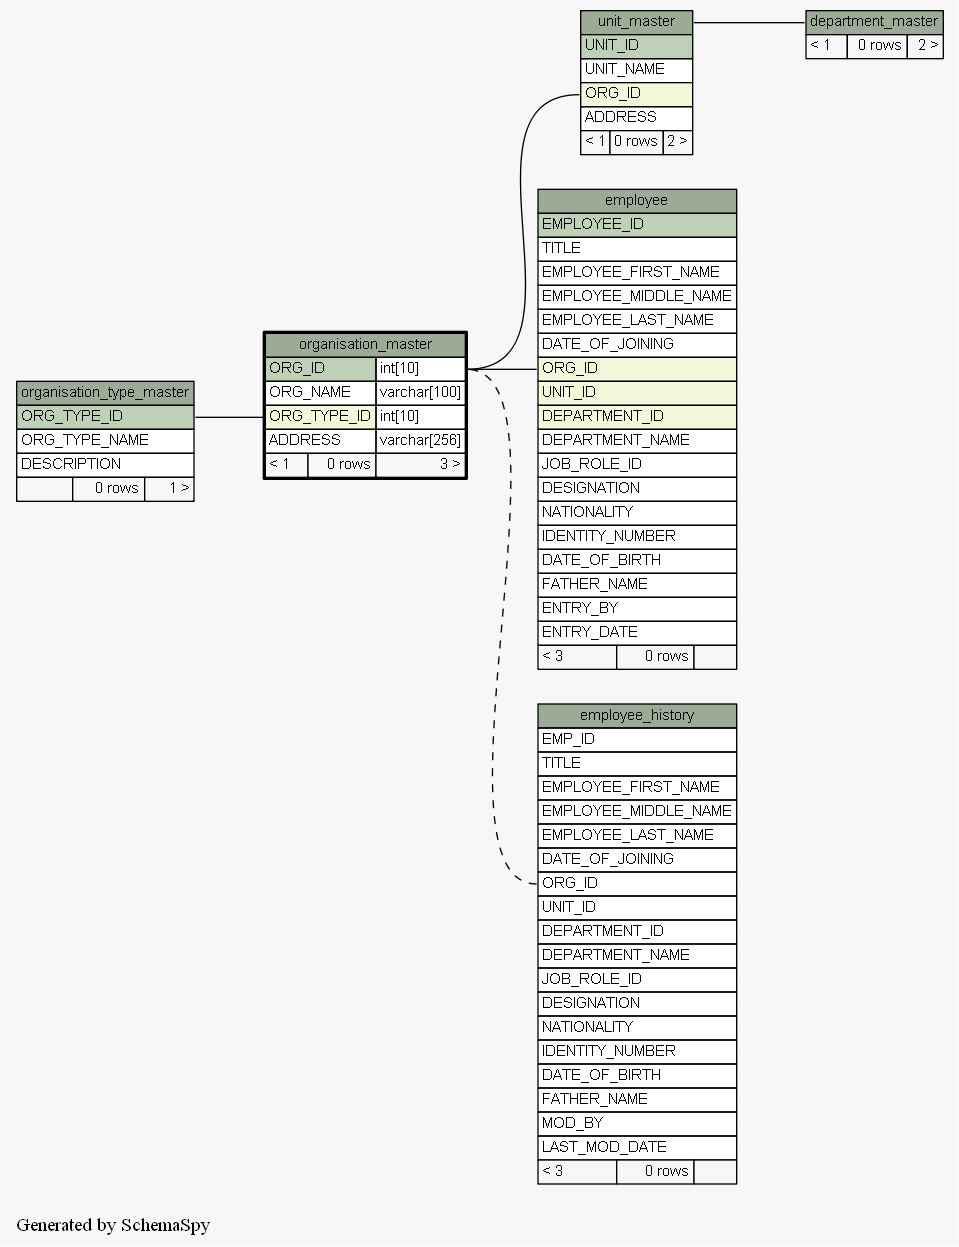 unit_master
UNIT_ID
UNIT_NAME
ORG_ID
ADDRESS
< 1 0 rows 2 >
department_master
< 1 0 rows 2 >
employee
EMPLOYEE_ID
TITLE
EMPLOYEE_FIRST_NAME
EMPLOYEE_MIDDLE_NAME
EMPLOYEE_LAST_NAME
DATE_OF_JOINING
ORG_ID
UNIT_ID
DEPARTMENT_ID
DEPARTMENT_NAME
JOB_ROLE_ID
DESIGNATION
NATIONALITY
IDENTITY_NUMBER
DATE_OF_BIRTH
FATHER_NAME
ENTRY_BY
ENTRY_DATE
< 3 0 rows
organisation_master
ORG_ID int[10]
ORG_NAME varchar[100]
ORG_TYPE_ID int[10]
ADDRESS varchar[256]
< 1 0 rows 3 >
organisation_type_master
ORG_TYPE_ID
ORG_TYPE_NAME
DESCRIPTION
0 rows 1 >
employee_history
EMP_ID
TITLE
EMPLOYEE_FIRST_NAME
EMPLOYEE_MIDDLE_NAME
EMPLOYEE_LAST_NAME
DATE_OF_JOINING
ORG_ID
UNIT_ID
DEPARTMENT_ID
DEPARTMENT_NAME
JOB_ROLE_ID
DESIGNATION
NATIONALITY
IDENTITY_NUMBER
DATE_OF_BIRTH
FATHER_NAME
MOD_BY
LAST_MOD_DATE
< 3 0 rows
Generated by SchemaSpy